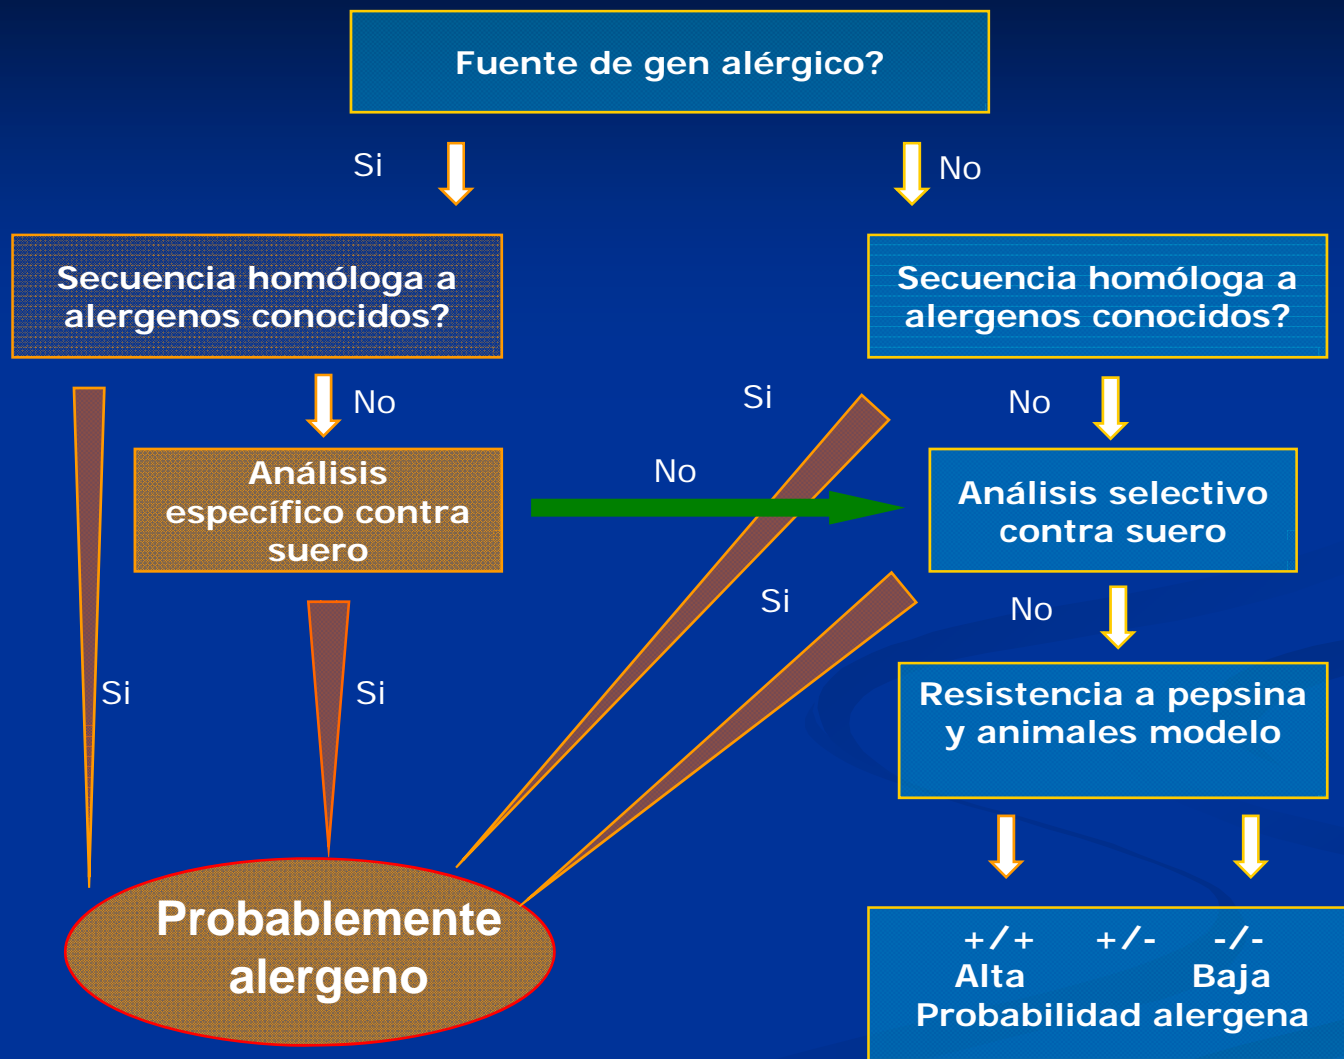 Fuente de gen alérgico?
Si
No
Secuencia homóloga a
alergenos conocidos?
Secuencia homóloga a
alergenos conocidos?
No
Si
No
Análisis
específico contra
suero
No
Análisis selectivo
contra suero
Si
No
Si
Si
Resistencia a pepsina
y animales modelo
Probablemente
alergeno
+/+ +/- -/-
Alta Baja
Probabilidad alergena